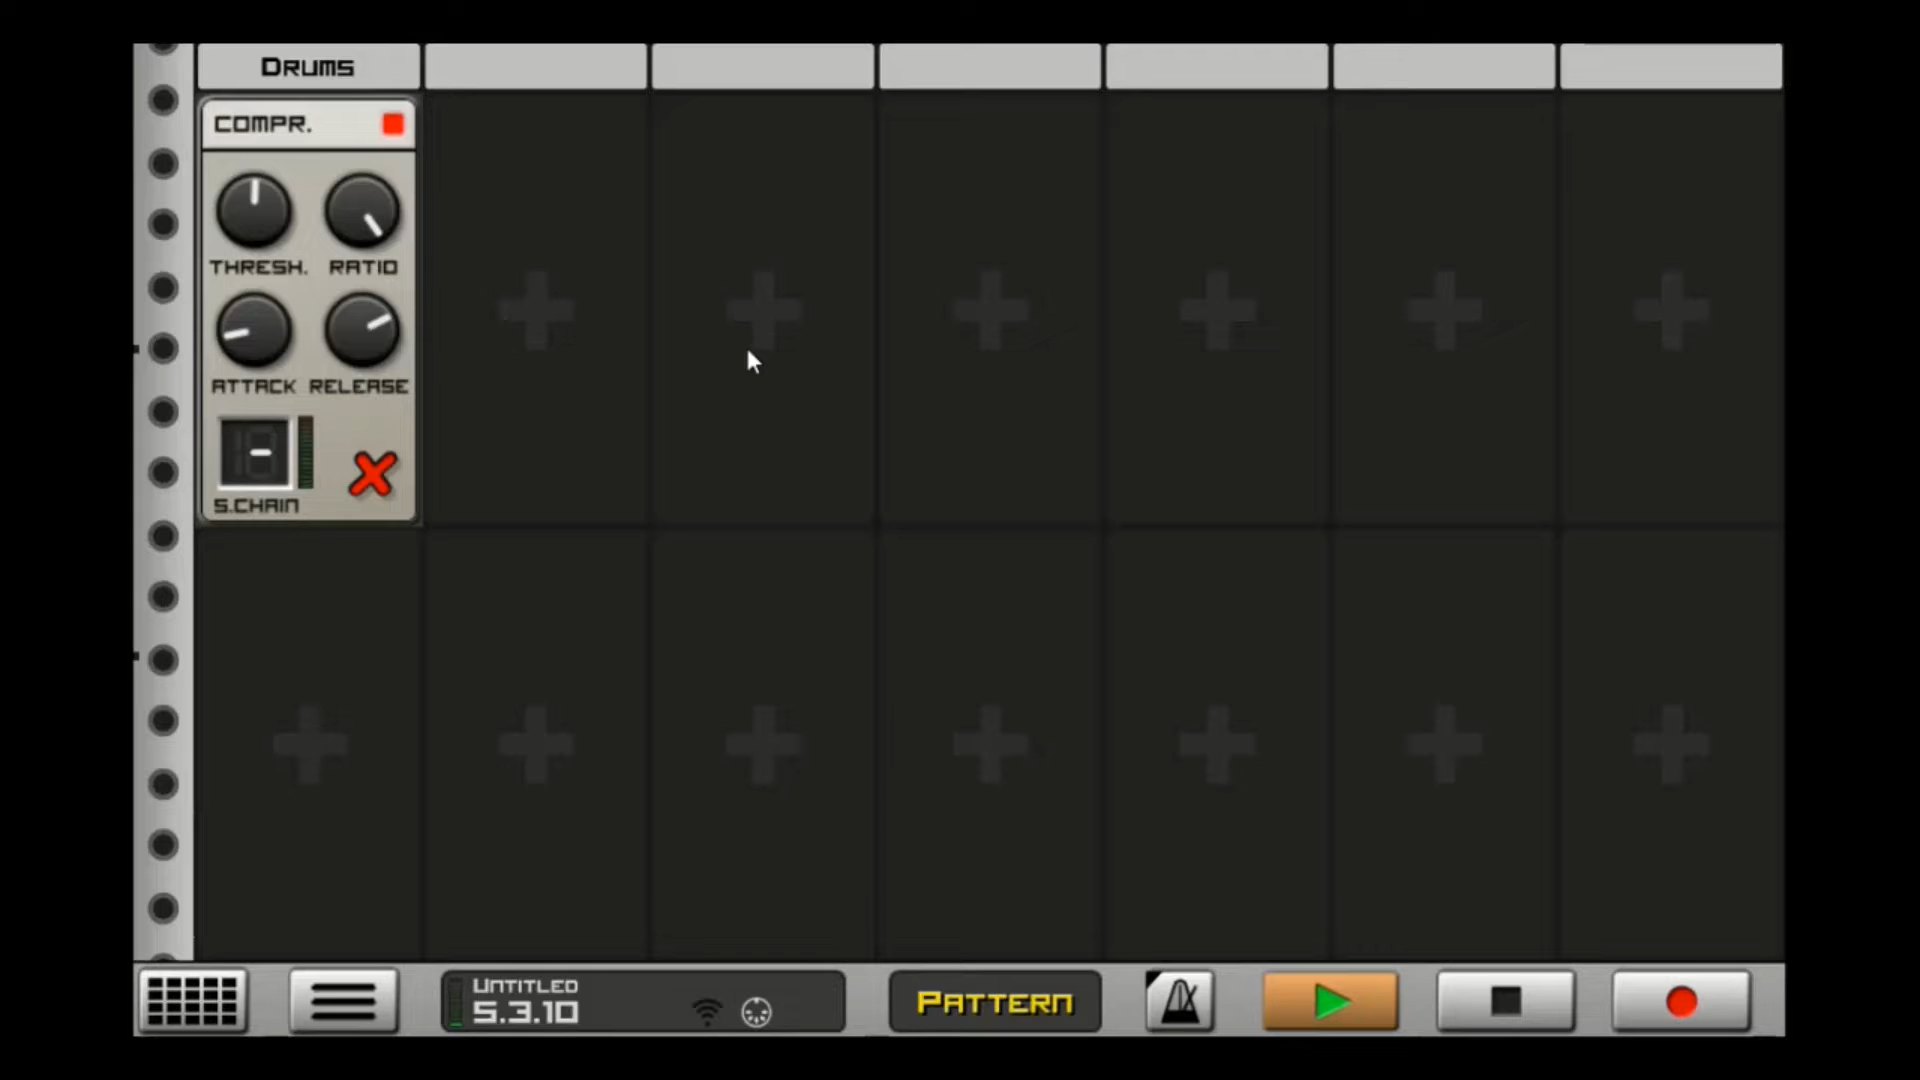 Drums
COMPR.
THRESH. RATIO
ATTACK RELEASE
-
S.CHAIN
Untitled
5.3.10
Pattern